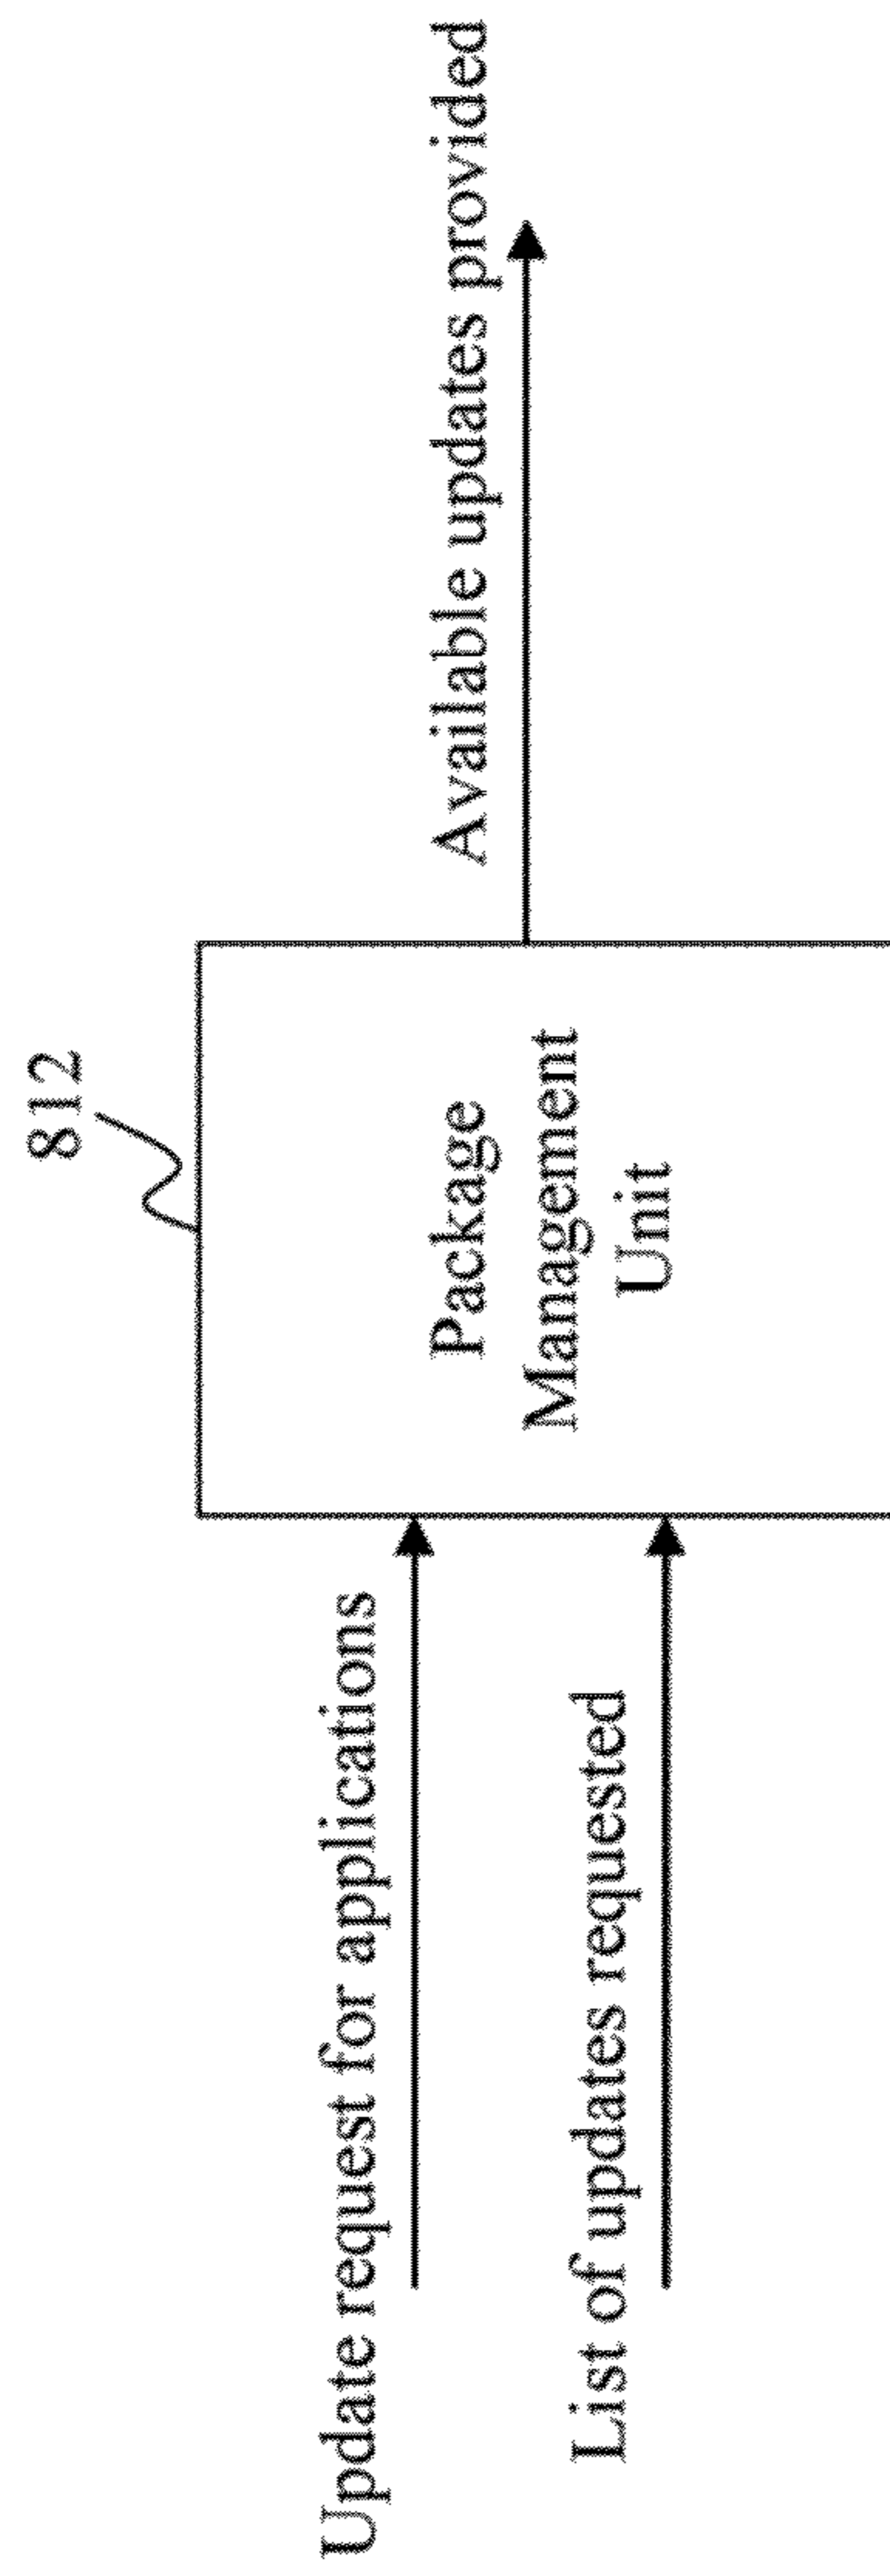 812
Update request for applications
List of updates requested
Package
Management
Unit
Available updates provided